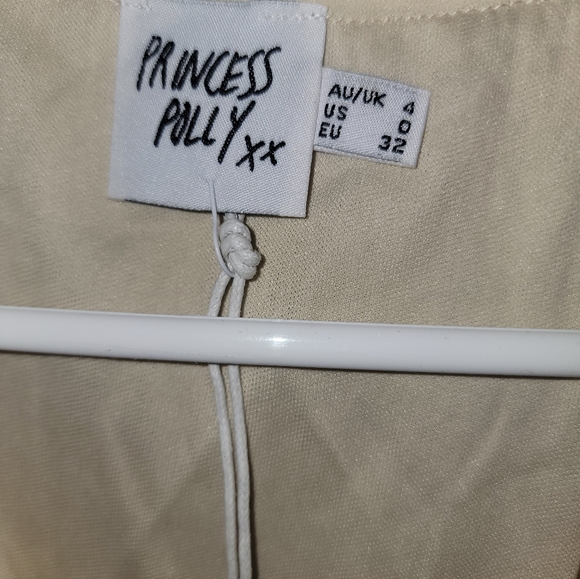 PRINCESS
POLLY xx
AU/UK 4
US 0
EU 32